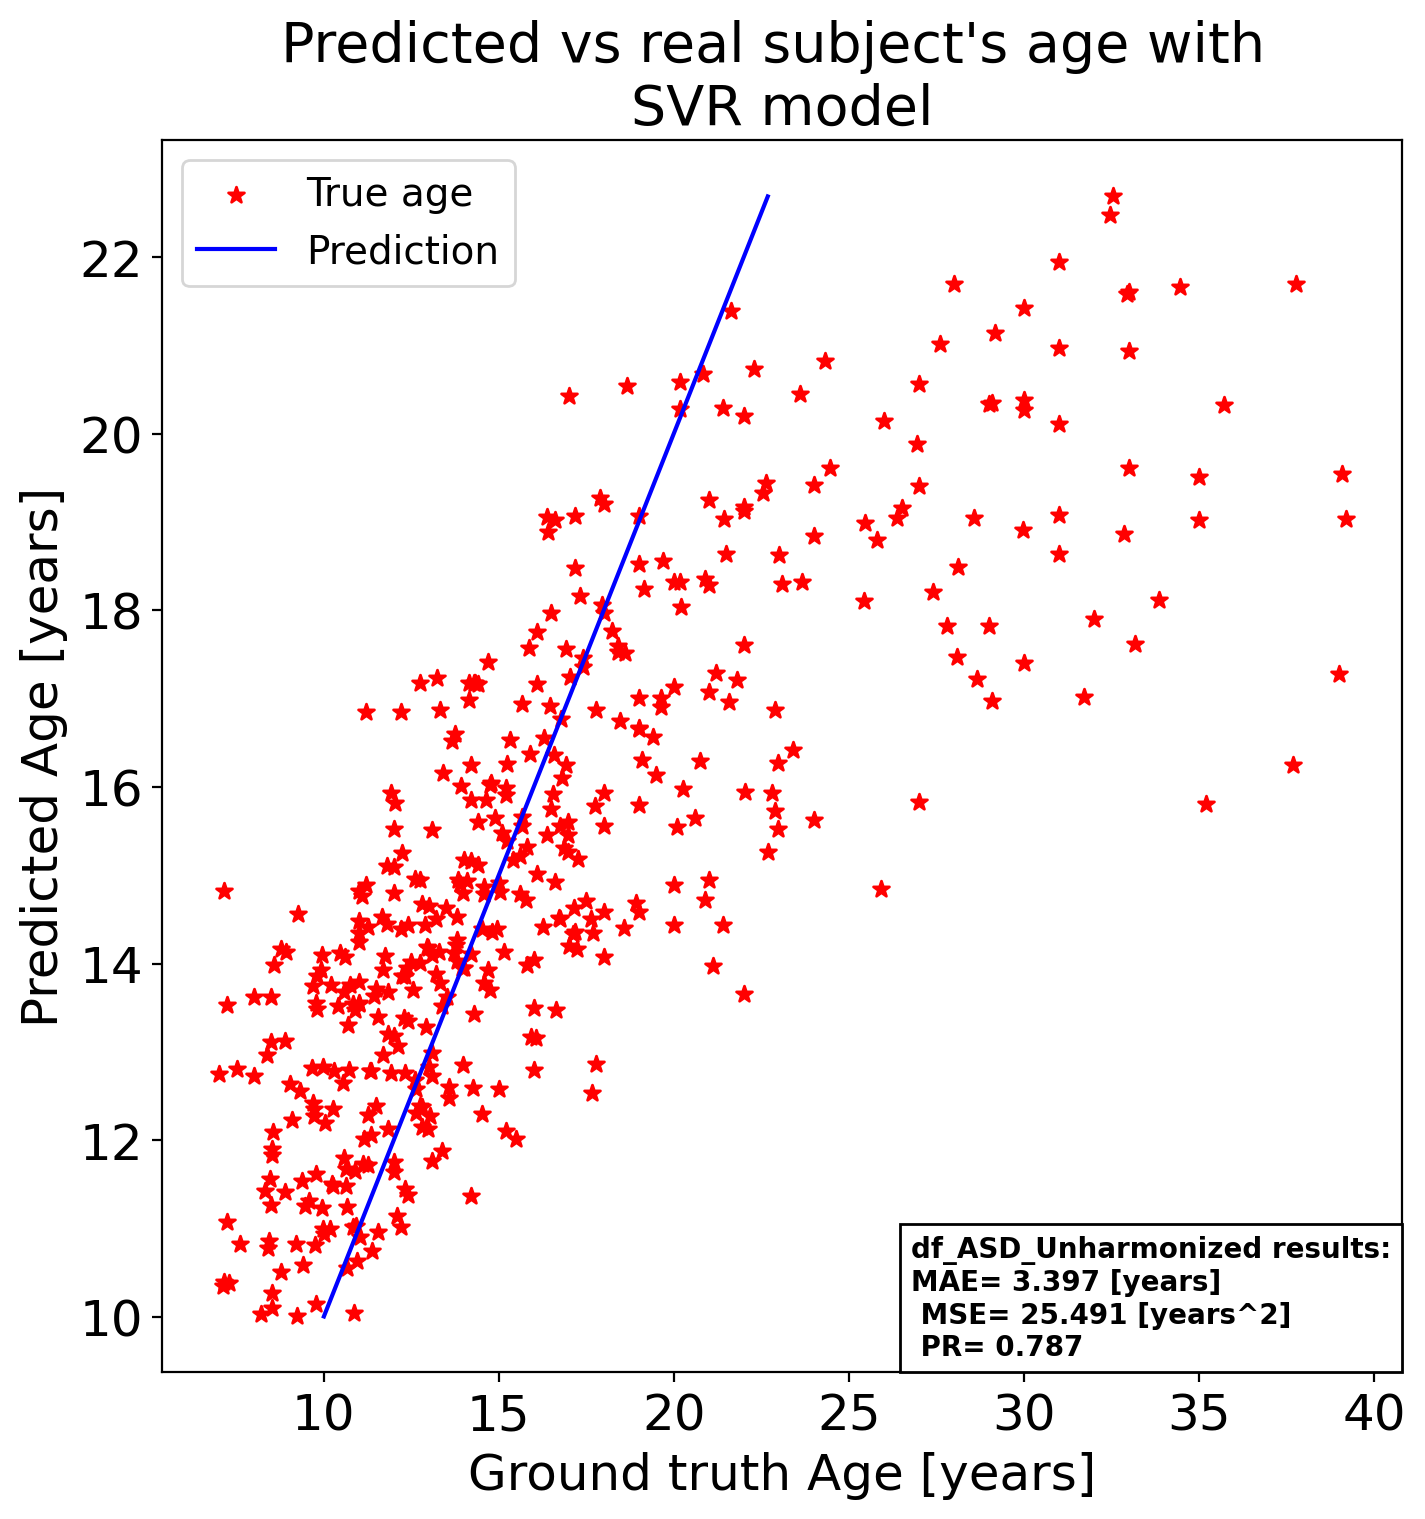 Predicted vs real subject's age with
SVR model
True age
Prediction
22
20
18
16
14
12
10
Predicted Age [years]
df_ASD_Unharmonized results:
MAE= 3.397 [years]
MSE= 25.491 [years^2]
PR= 0.787
10 15 20 25 30 35 40
Ground truth Age [years]